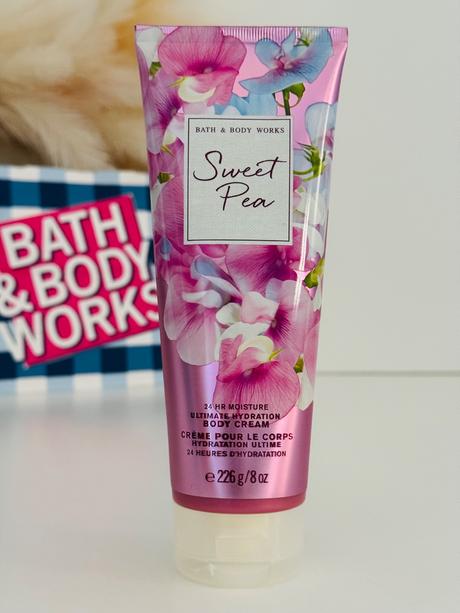 BATH & BODY WORKS
Sweet
Pea
24 HR MOISTURE
ULTIMATE HYDRATION
BODY CREAM
CRÈME POUR LE CORPS
HYDRATATION ULTIME
24 HEURES D'HYDRATATION
℮ 226 g/8 oz
BATH
& BODY
WORKS